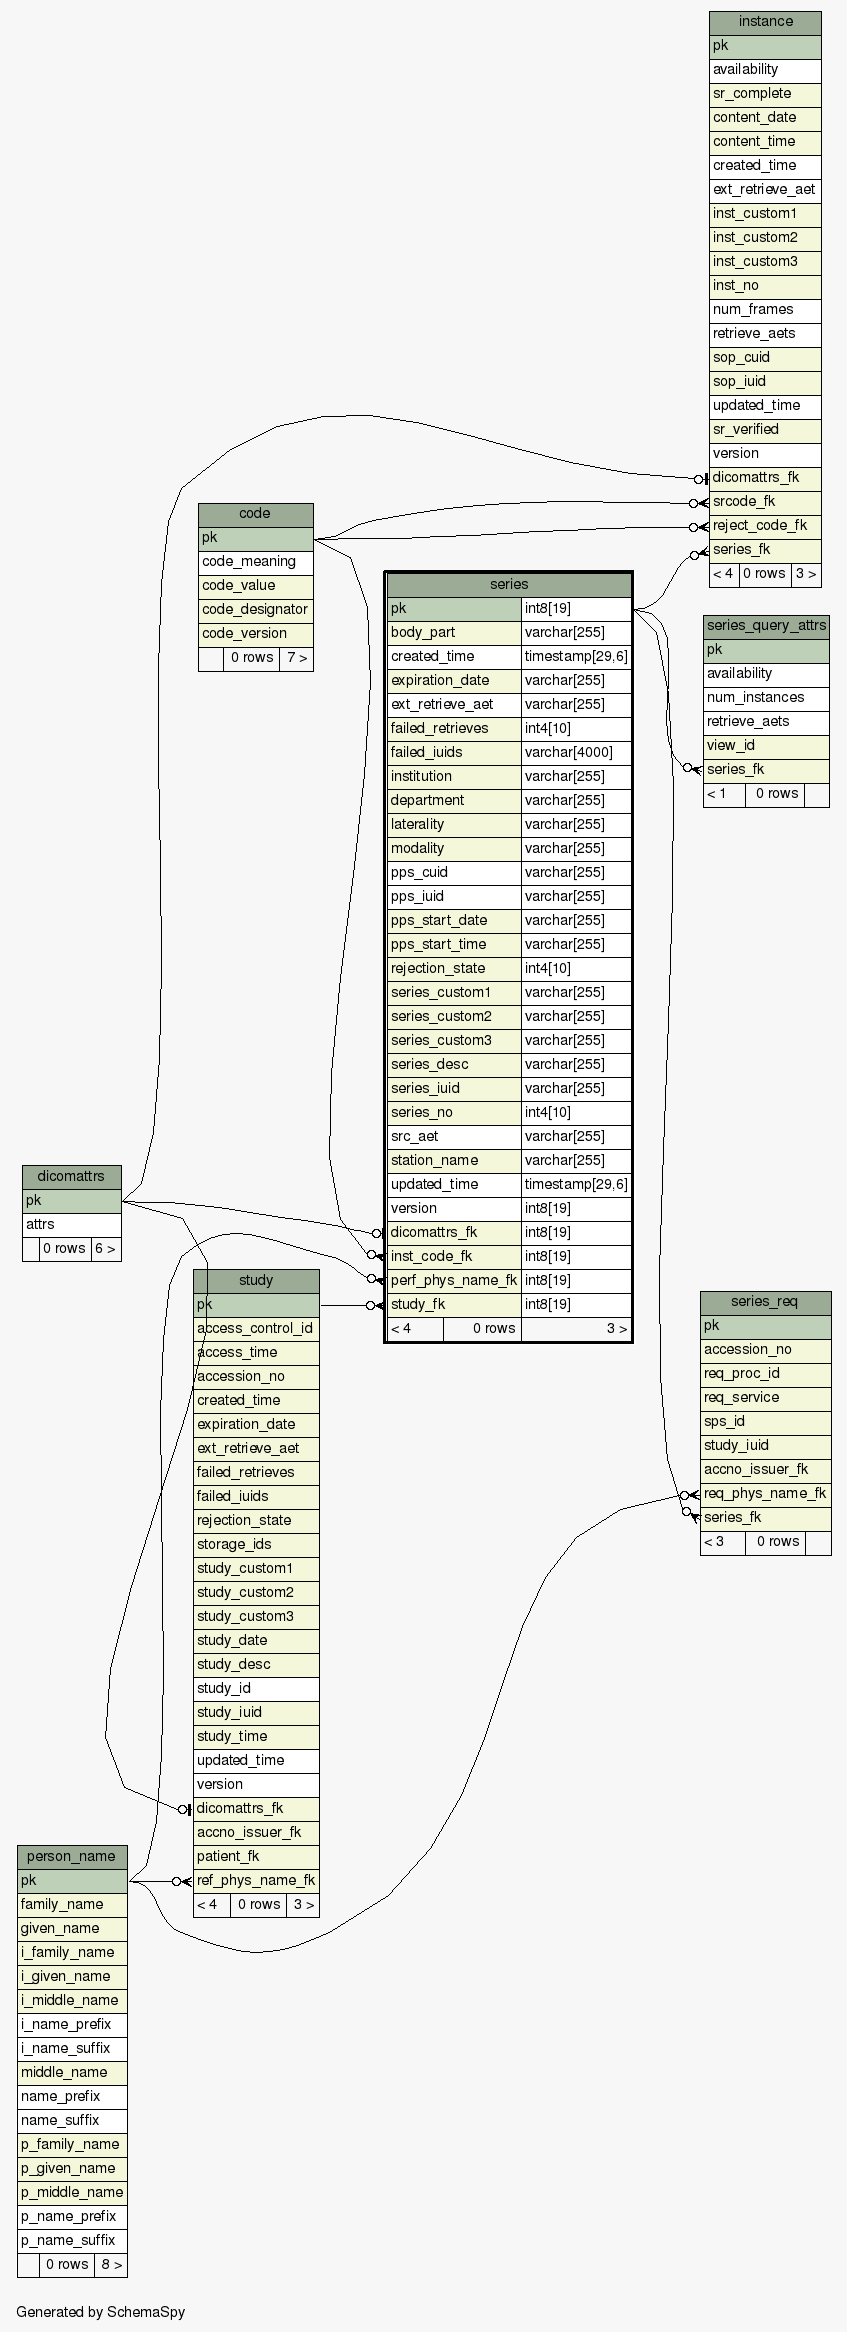 instance
pk
availability
sr_complete
content_date
content_time
created_time
ext_retrieve_aet
inst_custom1
inst_custom2
inst_custom3
inst_no
num_frames
retrieve_aets
sop_cuid
sop_iuid
updated_time
sr_verified
version
dicomattrs_fk
srcode_fk
reject_code_fk
series_fk
< 4 0 rows 3 >
code
pk
code_meaning
code_value
code_designator
code_version
0 rows 7 >
series
pk int8[19]
body_part varchar[255]
created_time timestamp[29,6]
expiration_date varchar[255]
ext_retrieve_aet varchar[255]
failed_retrieves int4[10]
failed_iuids varchar[4000]
institution varchar[255]
department varchar[255]
laterality varchar[255]
modality varchar[255]
pps_cuid varchar[255]
pps_iuid varchar[255]
pps_start_date varchar[255]
pps_start_time varchar[255]
rejection_state int4[10]
series_custom1 varchar[255]
series_custom2 varchar[255]
series_custom3 varchar[255]
series_desc varchar[255]
series_iuid varchar[255]
series_no int4[10]
src_aet varchar[255]
station_name varchar[255]
updated_time timestamp[29,6]
version int8[19]
dicomattrs_fk int8[19]
inst_code_fk int8[19]
perf_phys_name_fk int8[19]
study_fk int8[19]
< 4 0 rows 3 >
series_query_attrs
pk
availability
num_instances
retrieve_aets
view_id
series_fk
< 1 0 rows
dicomattrs
pk
attrs
0 rows 6 >
study
pk
access_control_id
access_time
accession_no
created_time
expiration_date
ext_retrieve_aet
failed_retrieves
failed_iuids
rejection_state
storage_ids
study_custom1
study_custom2
study_custom3
study_date
study_desc
study_id
study_iuid
study_time
updated_time
version
dicomattrs_fk
accno_issuer_fk
patient_fk
ref_phys_name_fk
< 4 0 rows 3 >
series_req
pk
accession_no
req_proc_id
req_service
sps_id
study_iuid
accno_issuer_fk
req_phys_name_fk
series_fk
< 3 0 rows
person_name
pk
family_name
given_name
i_family_name
i_given_name
i_middle_name
i_name_prefix
i_name_suffix
middle_name
name_prefix
name_suffix
p_family_name
p_given_name
p_middle_name
p_name_prefix
p_name_suffix
0 rows 8 >
Generated by SchemaSpy